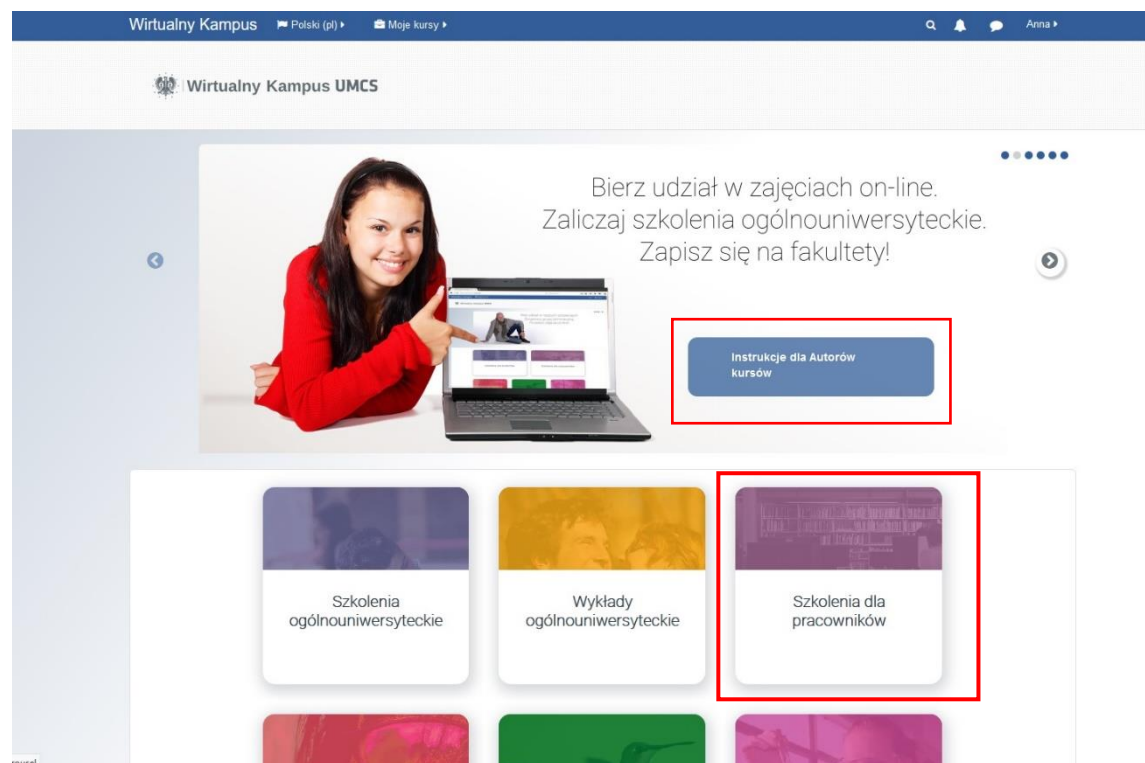 Wirtualny Kampus Polski (pl) Moje kursy Anna
Wirtualny Kampus UMCS
Bierz udział w zajęciach on-line.
Zaliczaj szkolenia ogólnouniwersyteckie.
Zapisz się na fakultety!
Instrukcje dla Autorów
kursów
Szkolenia
ogólnouniwersyteckie
Wykłady
ogólnouniwersyteckie
Szkolenia dla
pracowników